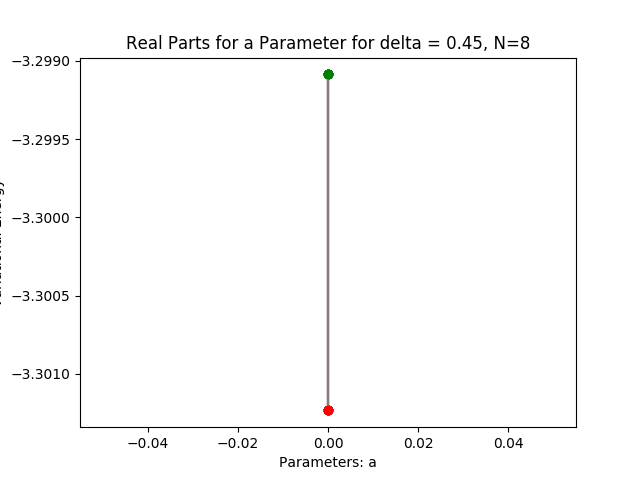 Real Parts for a Parameter for delta = 0.45, N=8
−3.2990
−3.2995
−3.3000
−3.3005
−3.3010
−0.04 −0.02 0.00 0.02 0.04
Parameters: a